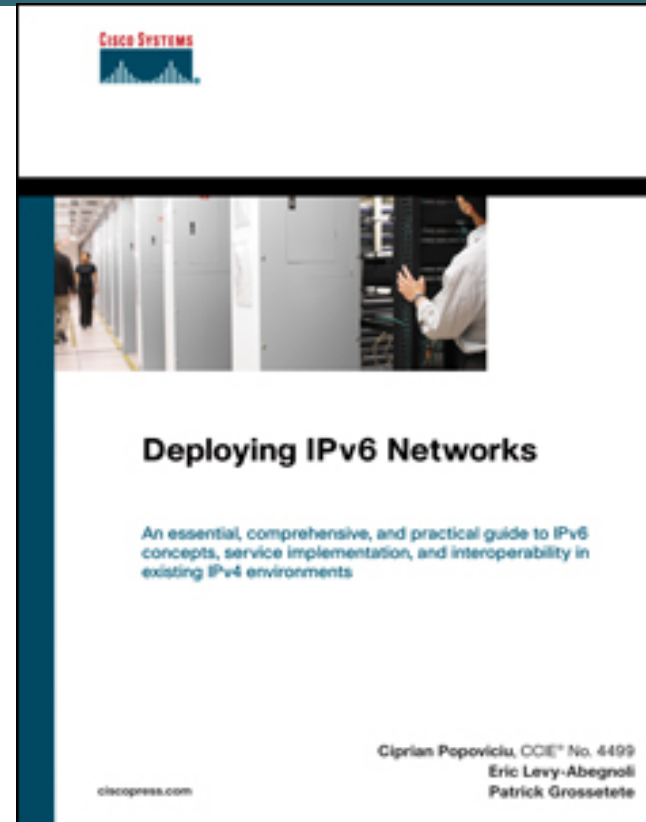 CISCO SYSTEMS
Deploying IPv6 Networks
An essential, comprehensive, and practical guide to IPv6
concepts, service implementation, and interoperability in
existing IPv4 environments
Ciprian Popoviciu, CCIE® No. 4499
Eric Levy-Abegnoli
ciscopress.com
Patrick Grossetete